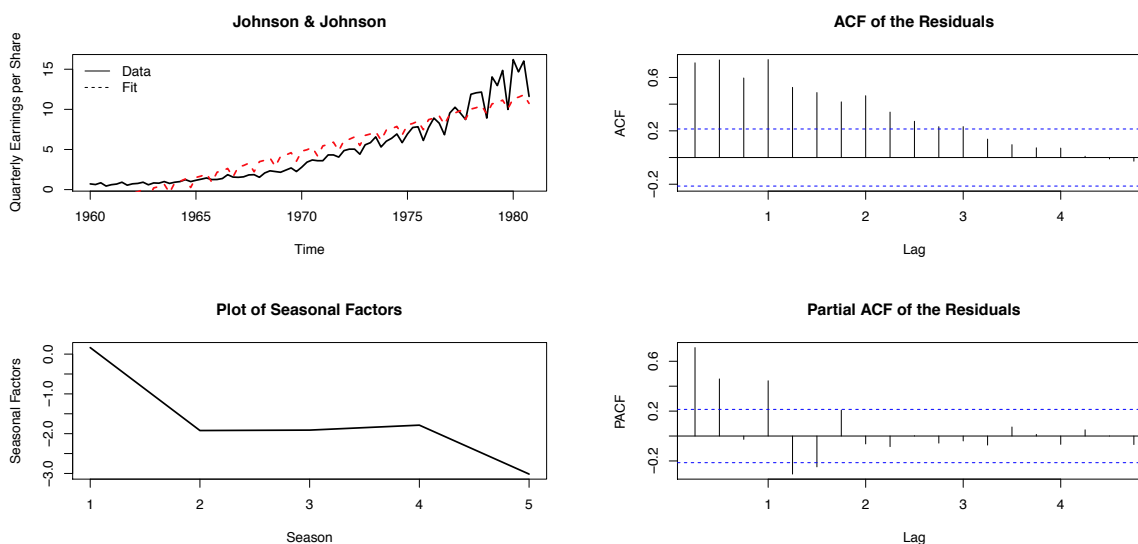 Johnson & Johnson
Quarterly Earnings per Share
15
10
5
0
Data
Fit
1960
1965
1970
1975
1980
Time
ACF of the Residuals
ACF
0.6
0.2
−0.2
1
2
3
4
Lag
Plot of Seasonal Factors
Seasonal Factors
0.0
−1.0
−2.0
−3.0
1
2
3
4
5
Season
Partial ACF of the Residuals
PACF
0.6
0.2
−0.2
1
2
3
4
Lag